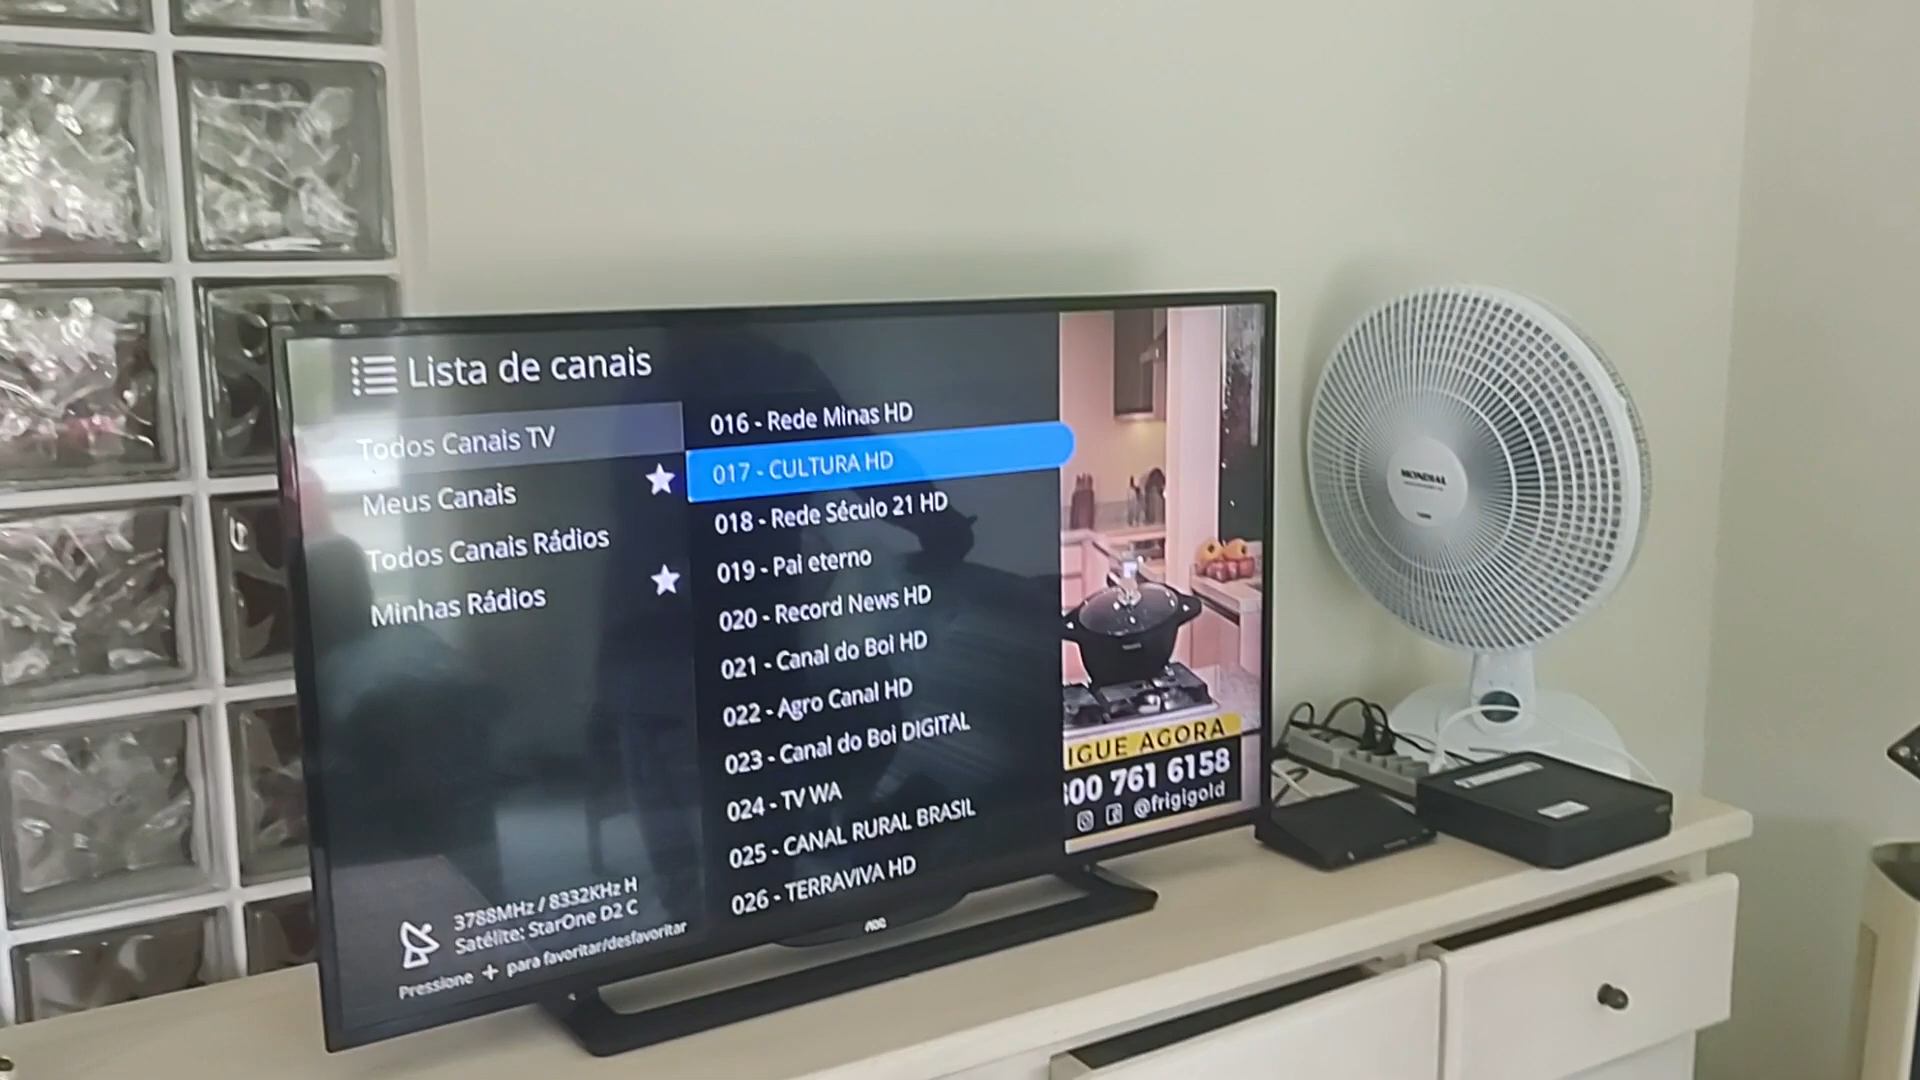 Lista de canais
Todos Canais TV
Meus Canais
Todos Canais Rádios
Minhas Rádios
016 - Rede Minas HD
017 - CULTURA HD
018 - Rede Século 21 HD
019 - Pai eterno
020 - Record News HD
021 - Canal do Boi HD
022 - Agro Canal HD
023 - Canal do Boi DIGITAL
024 - TV WA
025 - CANAL RURAL BRASIL
026 - TERRAVIVA HD
3788MHz / 8332KHz H
Satélite: StarOne D2 C
Pressione + para favoritar/desfavoritar
IGUE AGORA
800 761 6158
@frigigold
AOC
MONDIAL